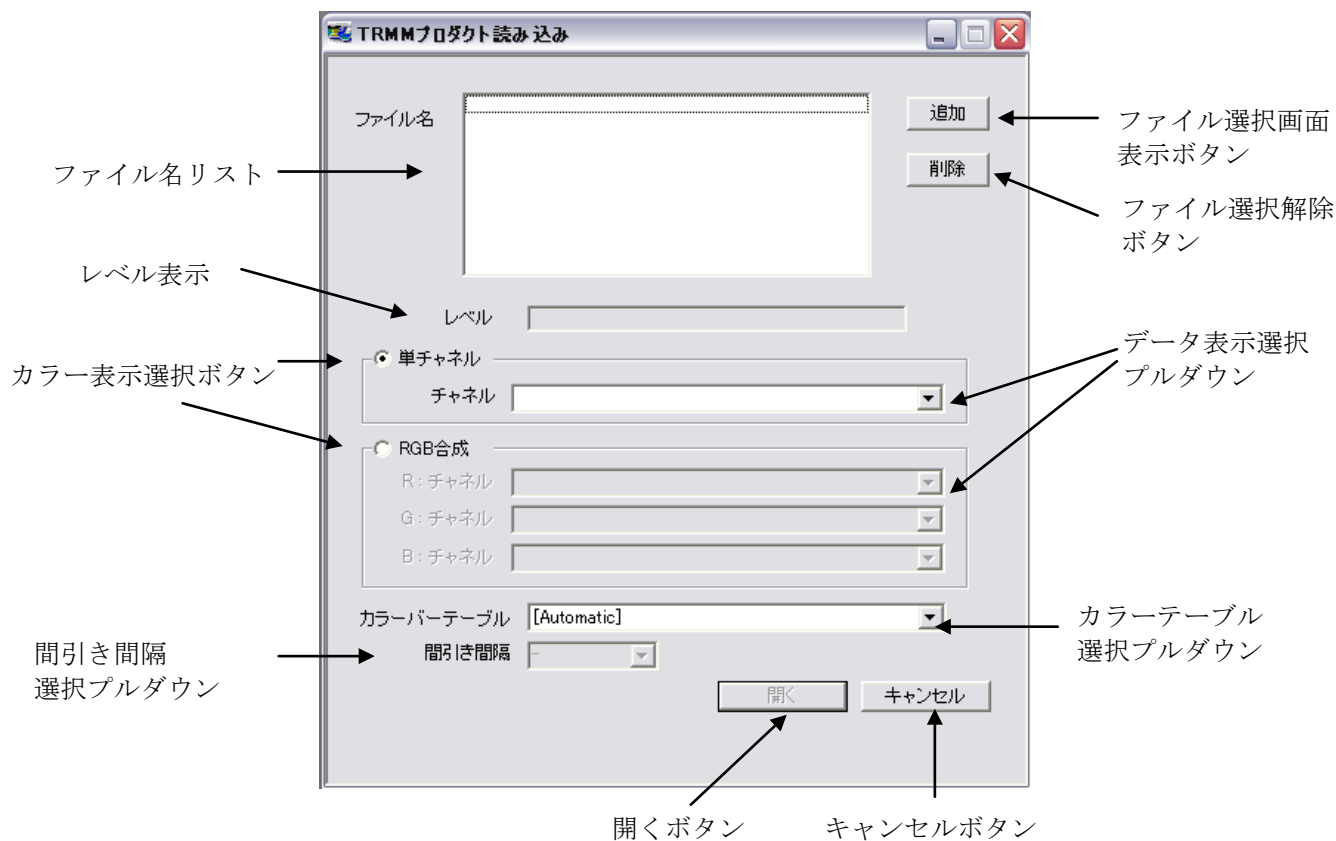 TRMMプロダクト読み込み
ファイル名
追加
ファイル選択画面
表示ボタン
ファイル名リスト
削除
ファイル選択解除
ボタン
レベル表示
レベル
単チャネル
データ表示選択
プルダウン
カラー表示選択ボタン
チャネル
RGB合成
R:チャネル
G:チャネル
B:チャネル
カラーバーテーブル
[Automatic]
カラーテーブル
選択プルダウン
間引き間隔
-
間引き間隔
選択プルダウン
開く
キャンセル
開くボタン
キャンセルボタン